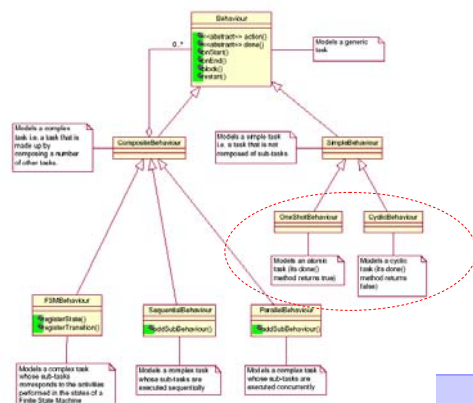 Behaviour
<<abstract>> action()
<<abstract>> done()
onStart()
onEnd()
block()
restart()
0..*
Models a generic
task
Models a complex
task i.e. a task that is
made up by
composing a number
of other tasks.
CompositeBehaviour
Models a simple task
i.e. a task that is not
composed of sub-tasks.
SimpleBehaviour
OneShotBehaviour
CyclicBehaviour
Models an atomic
task (its done()
method returns true)
Models a cyclic
task (its done()
method returns
false)
FSMBehaviour
registerState()
registerTransition()
SequentialBehaviour
addSubBehaviour()
ParallelBehaviour
addSubBehaviour()
Models a complex task
whose sub-tasks
corresponds to the activities
performed in the states of a
Finite State Machine
Models a complex task
whose sub-tasks are
executed sequentially
Models a complex task
whose sub-tasks are
executed concurrently